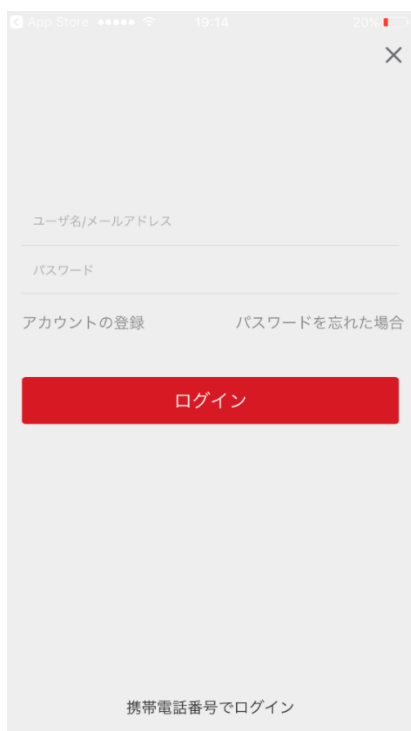 App Store 19:14 20%
ユーザ名/メールアドレス
パスワード
アカウントの登録 パスワードを忘れた場合
ログイン
携帯電話番号でログイン